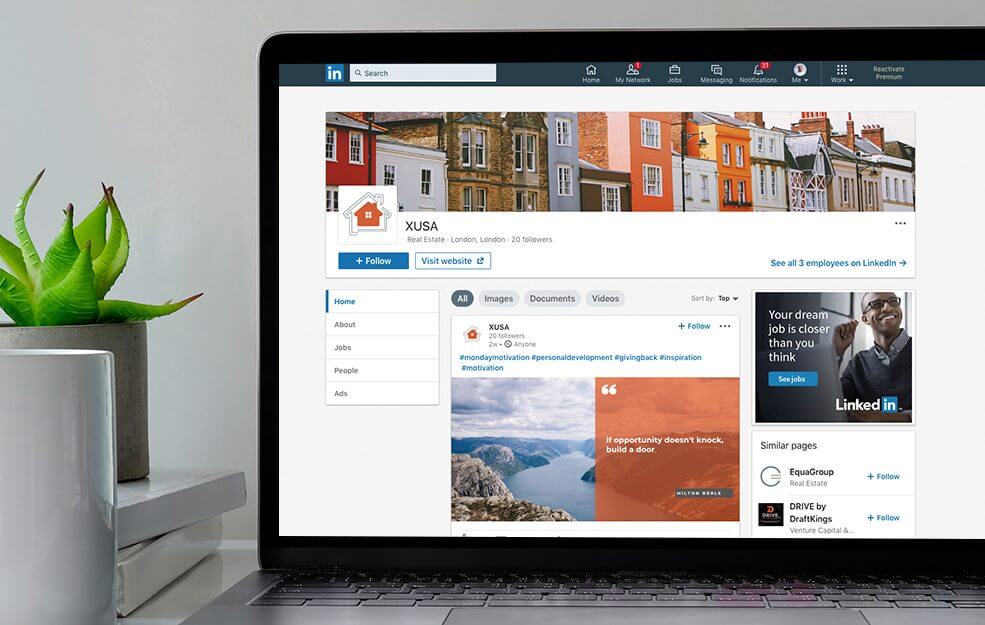 in
Search
1
31
Home
My Network
Jobs
Messaging
Notifications
Me
Work
Reactivate
Premium
XUSA
Real Estate · London, London · 20 followers
+ Follow
Visit website
See all 3 employees on LinkedIn →
Home
About
Jobs
People
Ads
All
Images
Documents
Videos
Sort by: Top
XUSA
20 followers
2w • Anyone
+ Follow
#mondaymotivation #personaldevelopment #givingback #inspiration
#motivation
“
if opportunity doesn't knock,
build a door.
MILTON BERLE
Your dream
job is closer
than you
think
See jobs
Linked in
Similar pages
EquaGroup
Real Estate
+ Follow
DRIVE
DRIVE by
DraftKings
Venture Capital &...
+ Follow